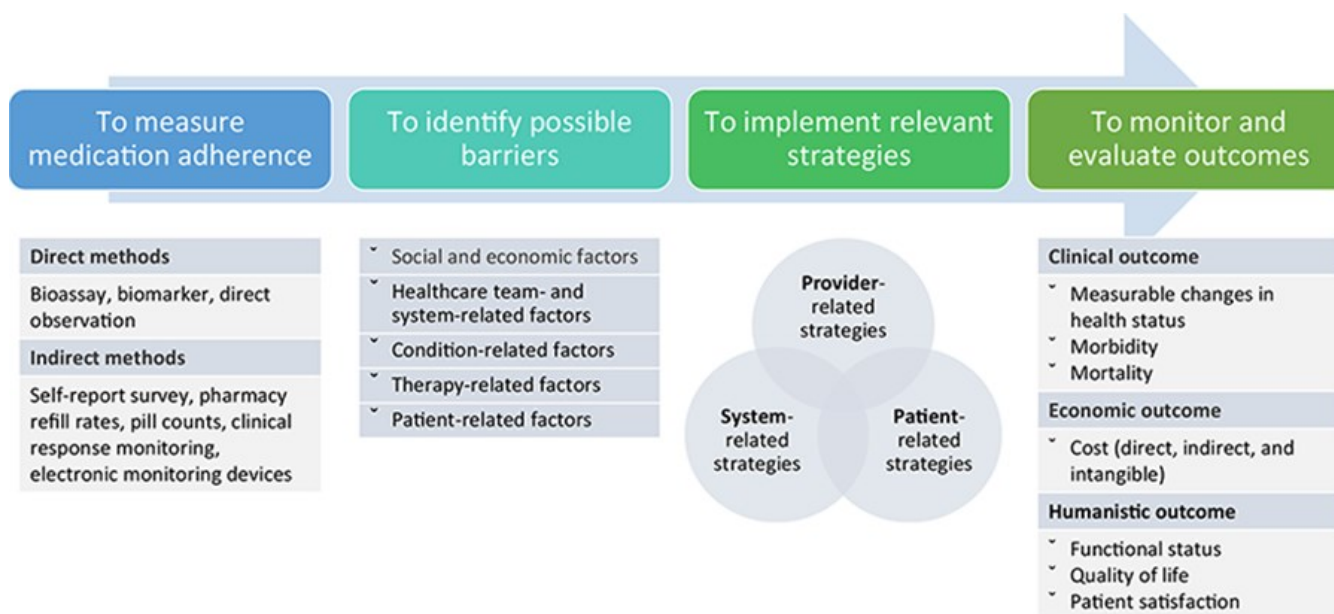 To measure
medication adherence
To identify possible
barriers
To implement relevant
strategies
To monitor and
evaluate outcomes
Direct methods
Bioassay, biomarker, direct
observation
Indirect methods
Self-report survey, pharmacy
refill rates, pill counts, clinical
response monitoring,
electronic monitoring devices
Social and economic factors
Healthcare team- and
system-related factors
Condition-related factors
Therapy-related factors
Patient-related factors
Provider-
related
strategies
System-
related
strategies
Patient-
related
strategies
Clinical outcome
Measurable changes in
health status
Morbidity
Mortality
Economic outcome
Cost (direct, indirect, and
intangible)
Humanistic outcome
Functional status
Quality of life
Patient satisfaction